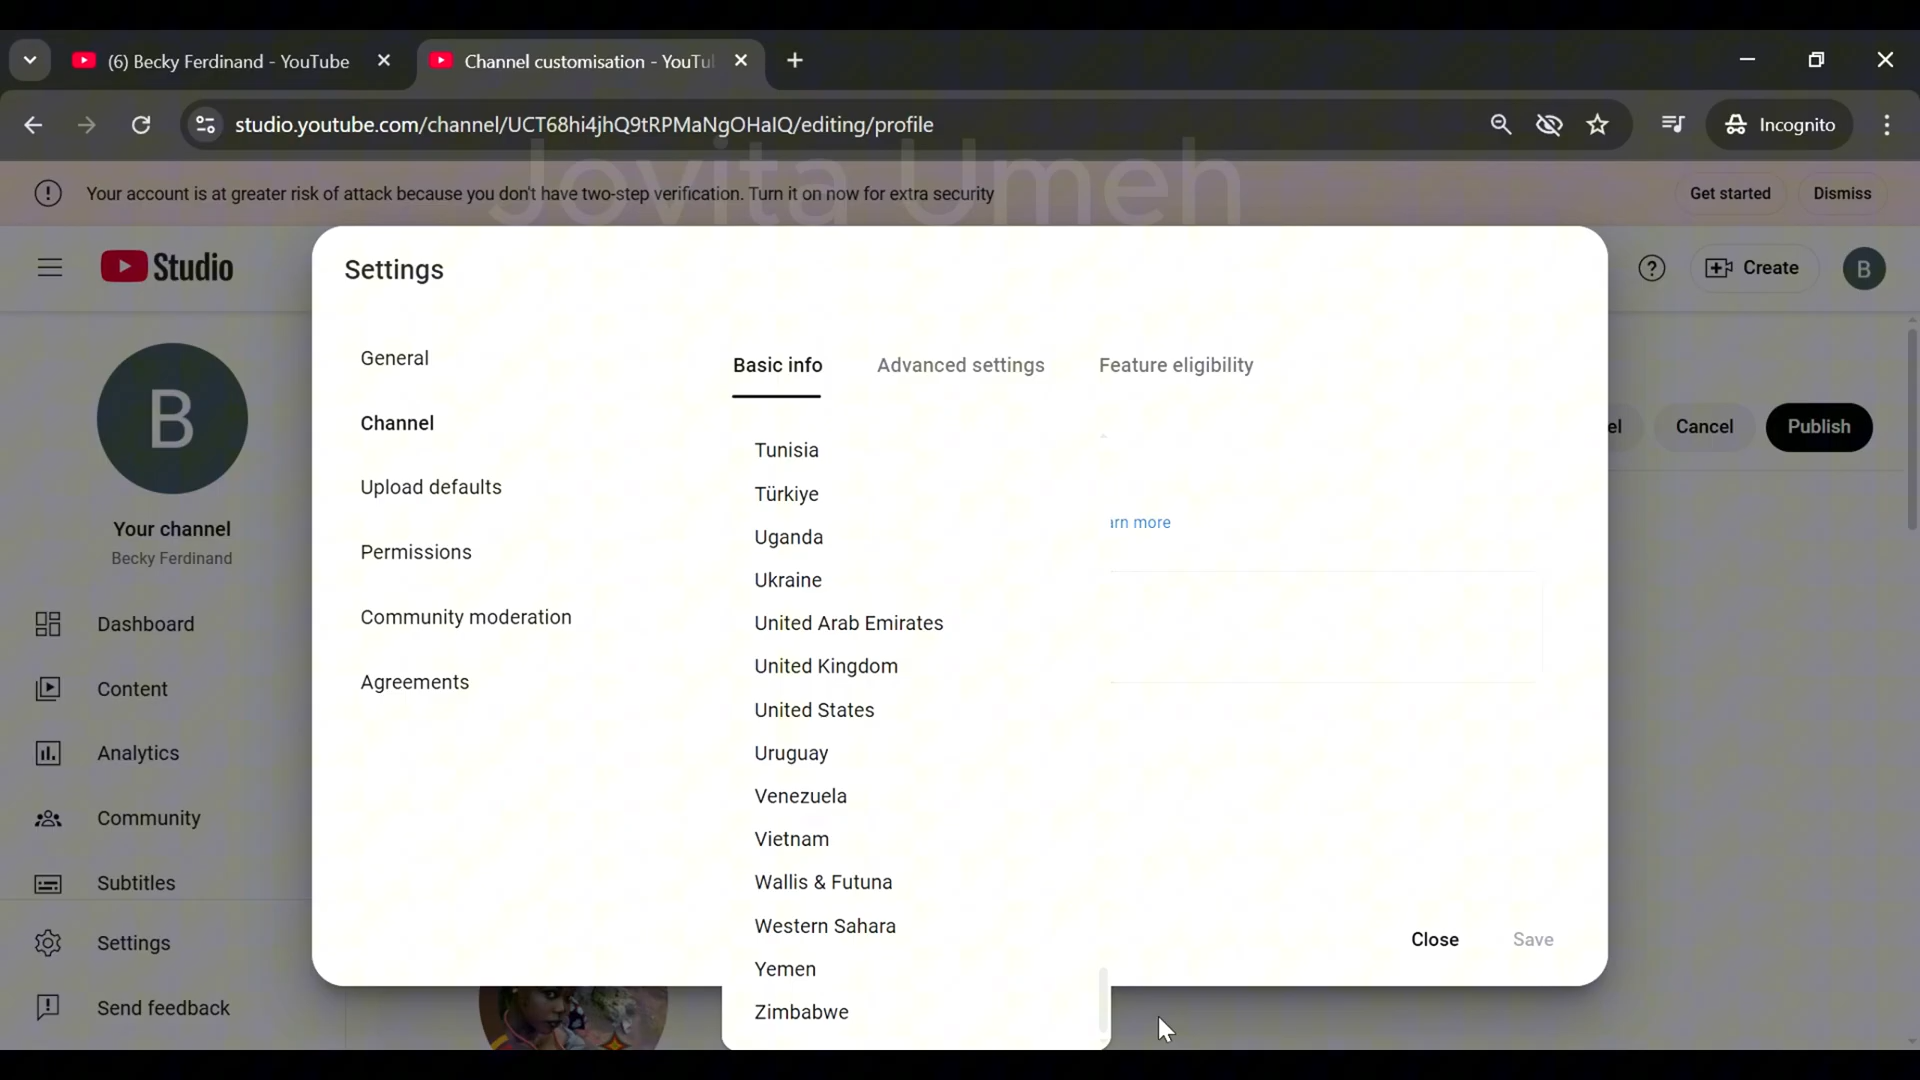 (6) Becky Ferdinand - YouTube
Channel customisation - YouTu
studio.youtube.com/channel/UCT68hi4jhQ9tRPMaNgOHalQ/editing/profile
Incognito
Jovita Umeh
Your account is at greater risk of attack because you don't have two-step verification. Turn it on now for extra security
Get started
Dismiss
Studio
Create
B
B
Your channel
Becky Ferdinand
Dashboard
Content
Analytics
Community
Subtitles
Settings
Send feedback
Settings
General
Channel
Upload defaults
Permissions
Community moderation
Agreements
Basic info
Advanced settings
Feature eligibility
Tunisia
Türkiye
Uganda
Ukraine
United Arab Emirates
United Kingdom
United States
Uruguay
Venezuela
Vietnam
Wallis & Futuna
Western Sahara
Yemen
Zimbabwe
arn more
Close
Save
el
Cancel
Publish